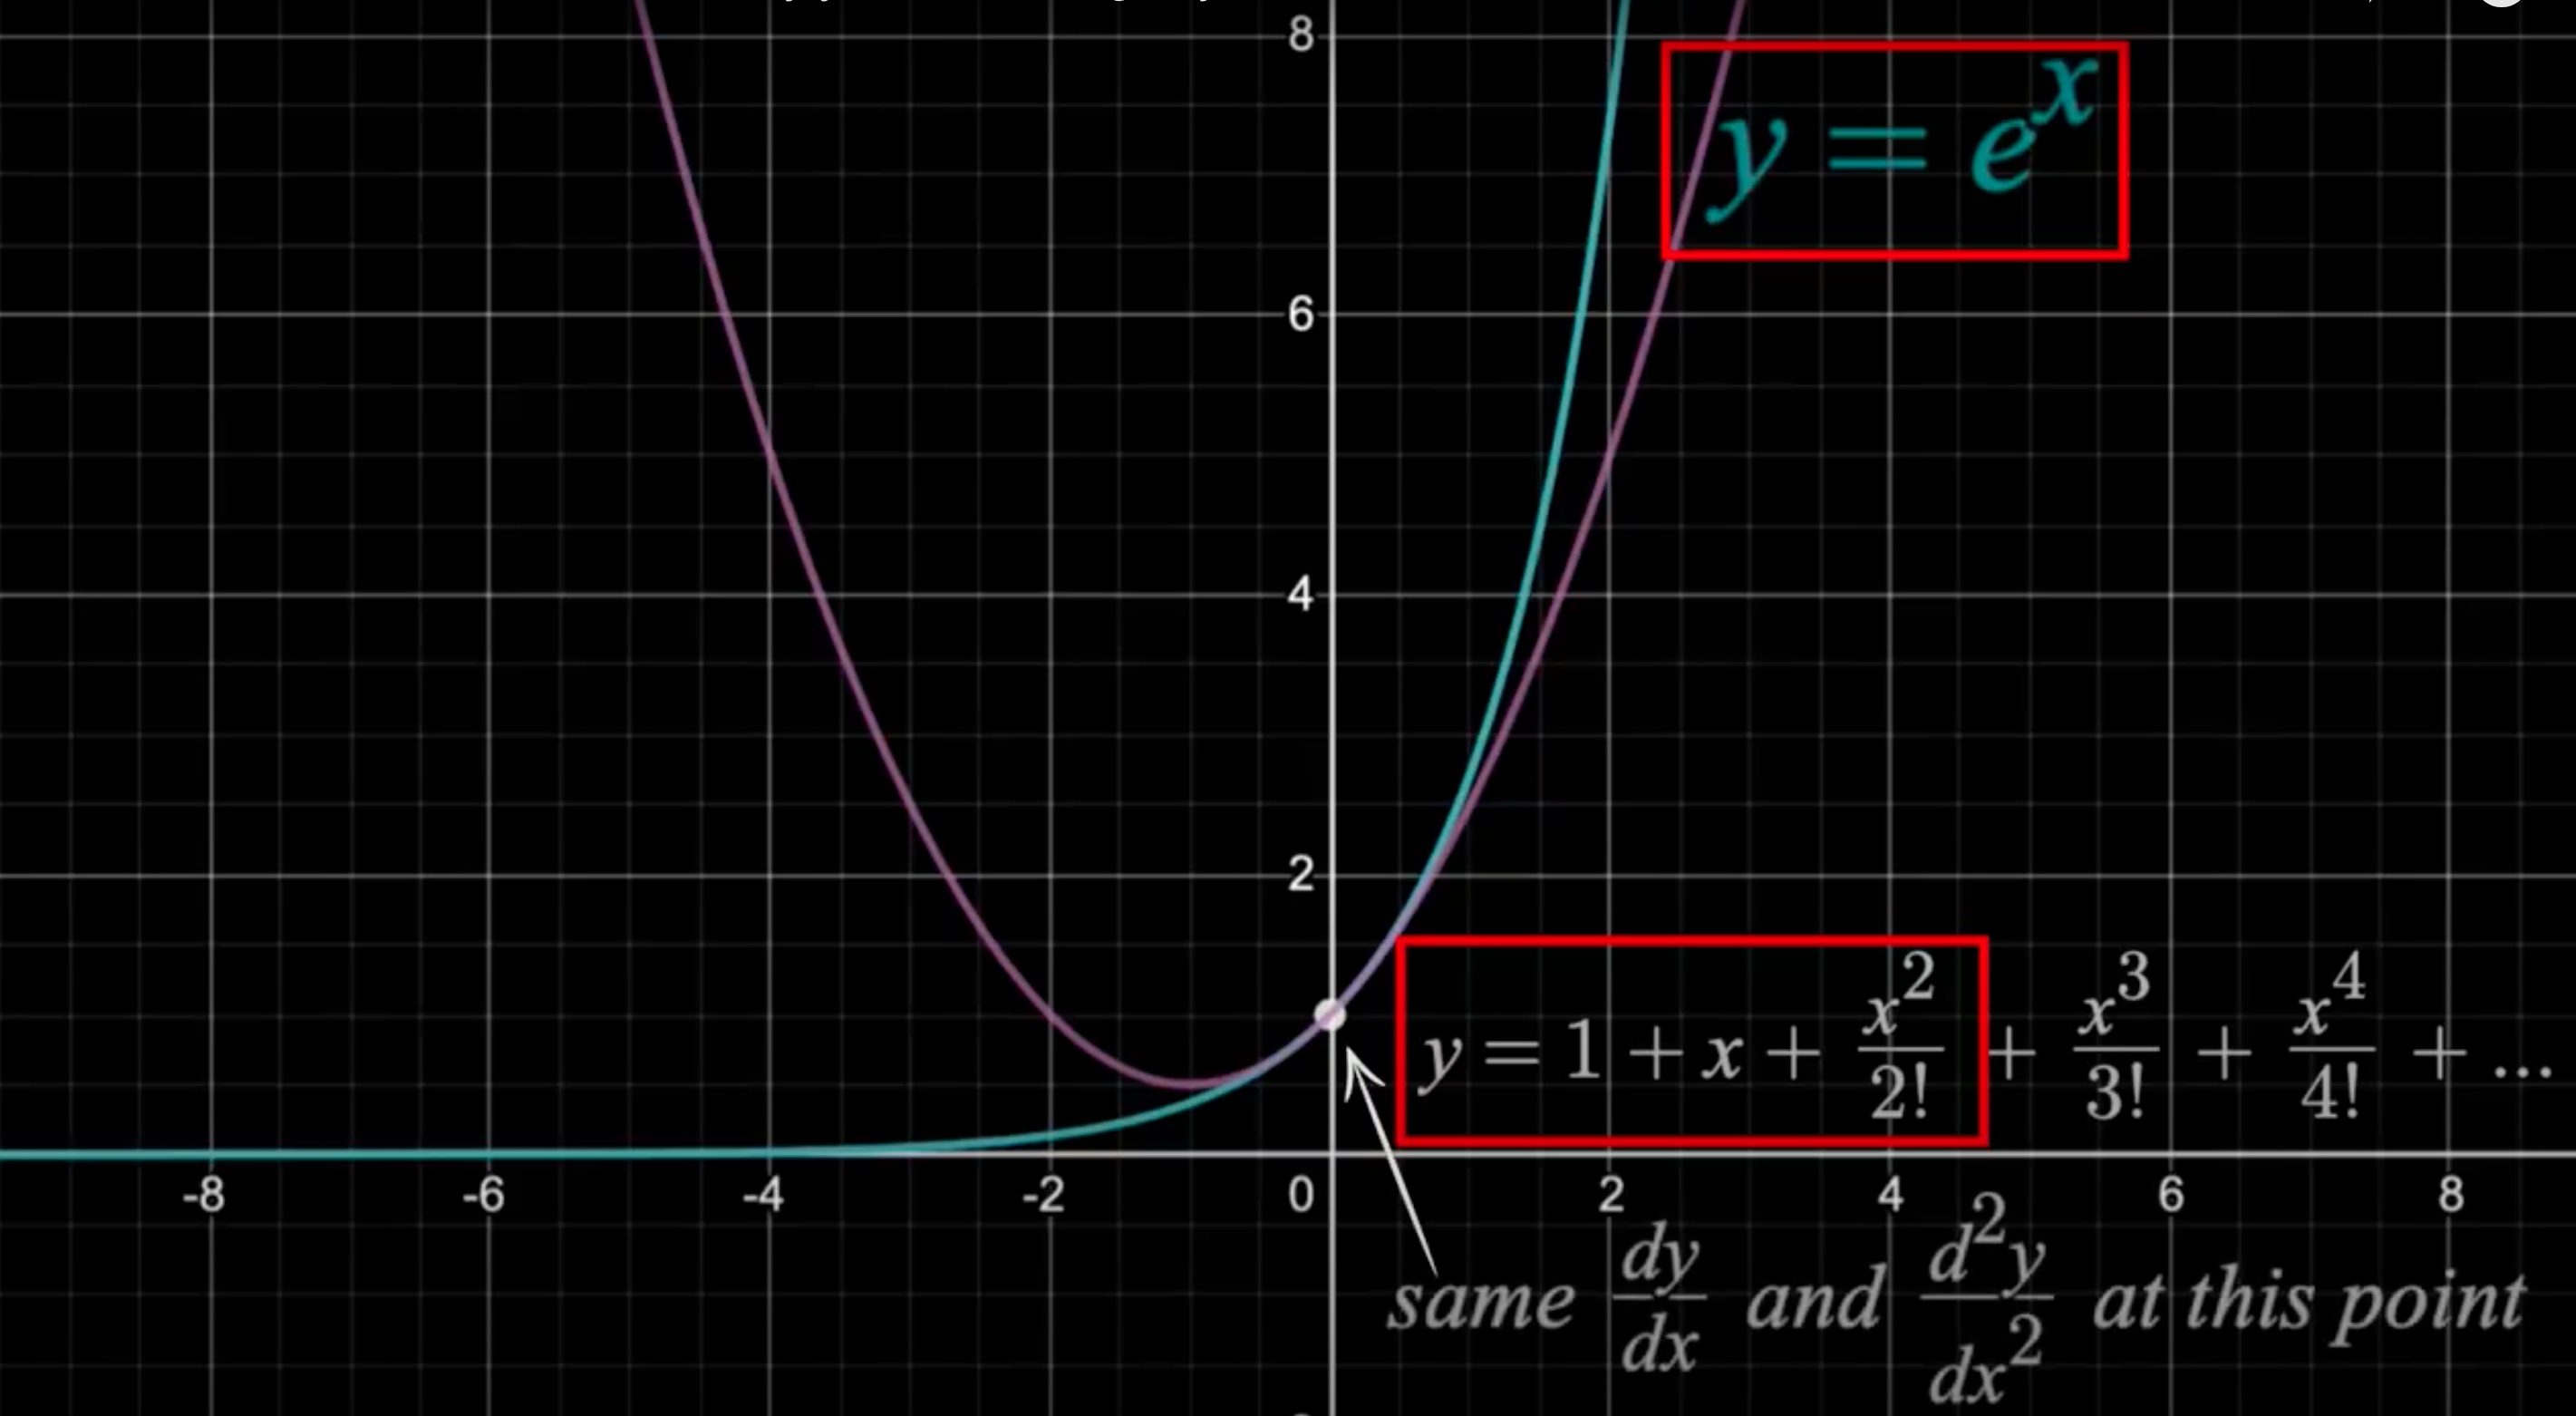 8
y = e^x
6
4
2
y = 1 + x + x^2/2! + x^3/3! + x^4/4! + ...
-8 -6 -4 -2 0 2 4 6 8
same dy/dx and d^2y/dx^2 at this point